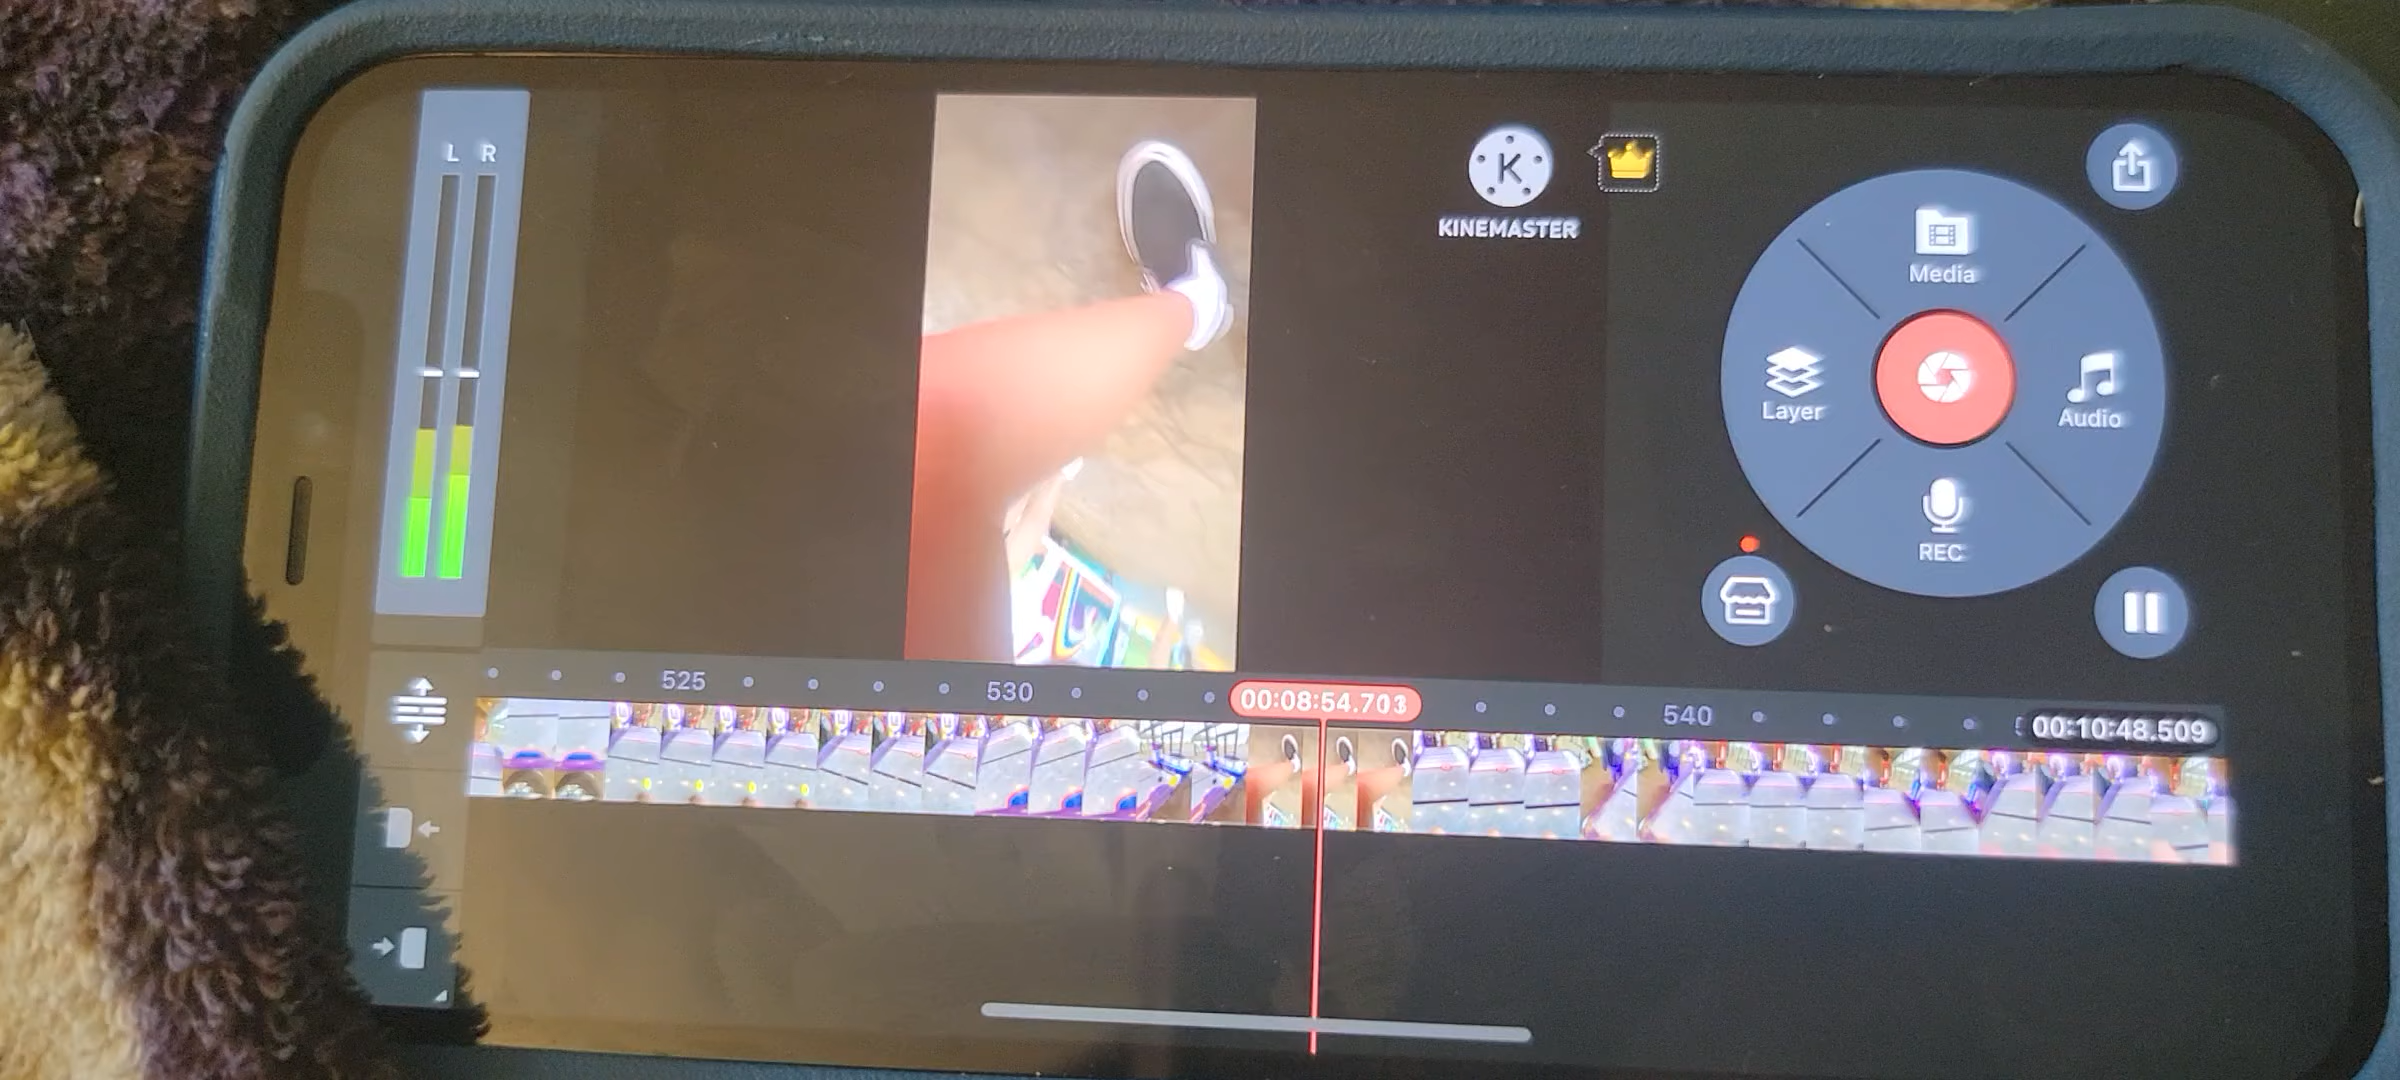 L R
KINEMASTER
Media
Layer
Audio
REC
525
530
00:08:54.703
540
00:10:48.509